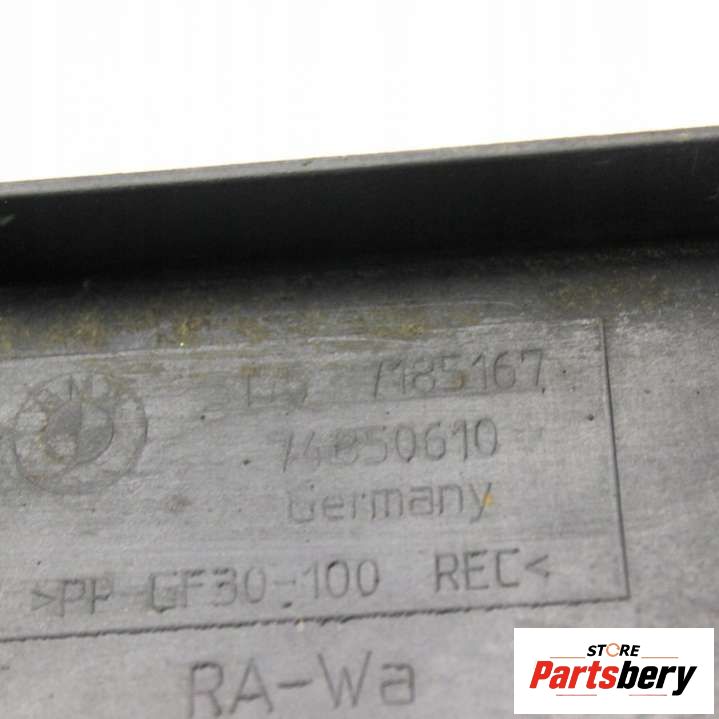 7185167
74850610
Germany
>PP-GF30-100 REC<
RA-Wa
STORE
Partsbery